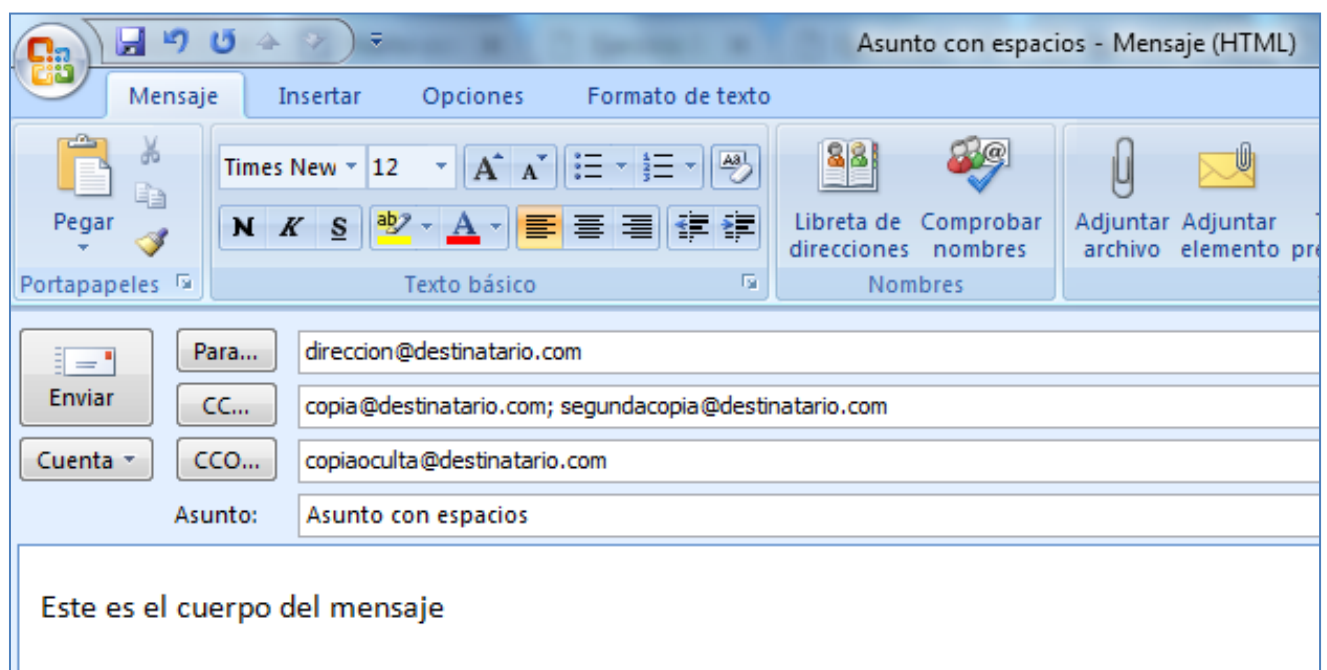 Asunto con espacios - Mensaje (HTML)
Mensaje Insertar Opciones Formato de texto
Times New 12
Pegar
N K S
Libreta de direcciones
Comprobar nombres
Adjuntar archivo
Adjuntar elemento
Portapapeles Texto básico Nombres
Enviar
Para... direccion@destinatario.com
CC... copia@destinatario.com; segundacopia@destinatario.com
Cuenta CCO... copiaoculta@destinatario.com
Asunto: Asunto con espacios
Este es el cuerpo del mensaje